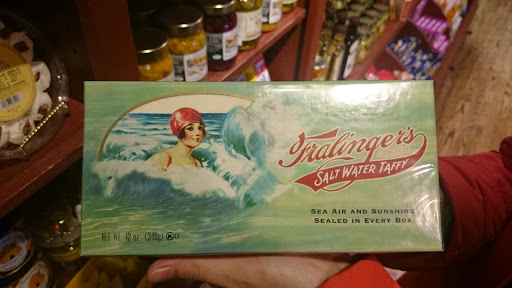 Fralinger's
SALT WATER TAFFY
SEA AIR AND SUNSHINE
SEALED IN EVERY BOX
NET WT. 12 oz. (340g) K D